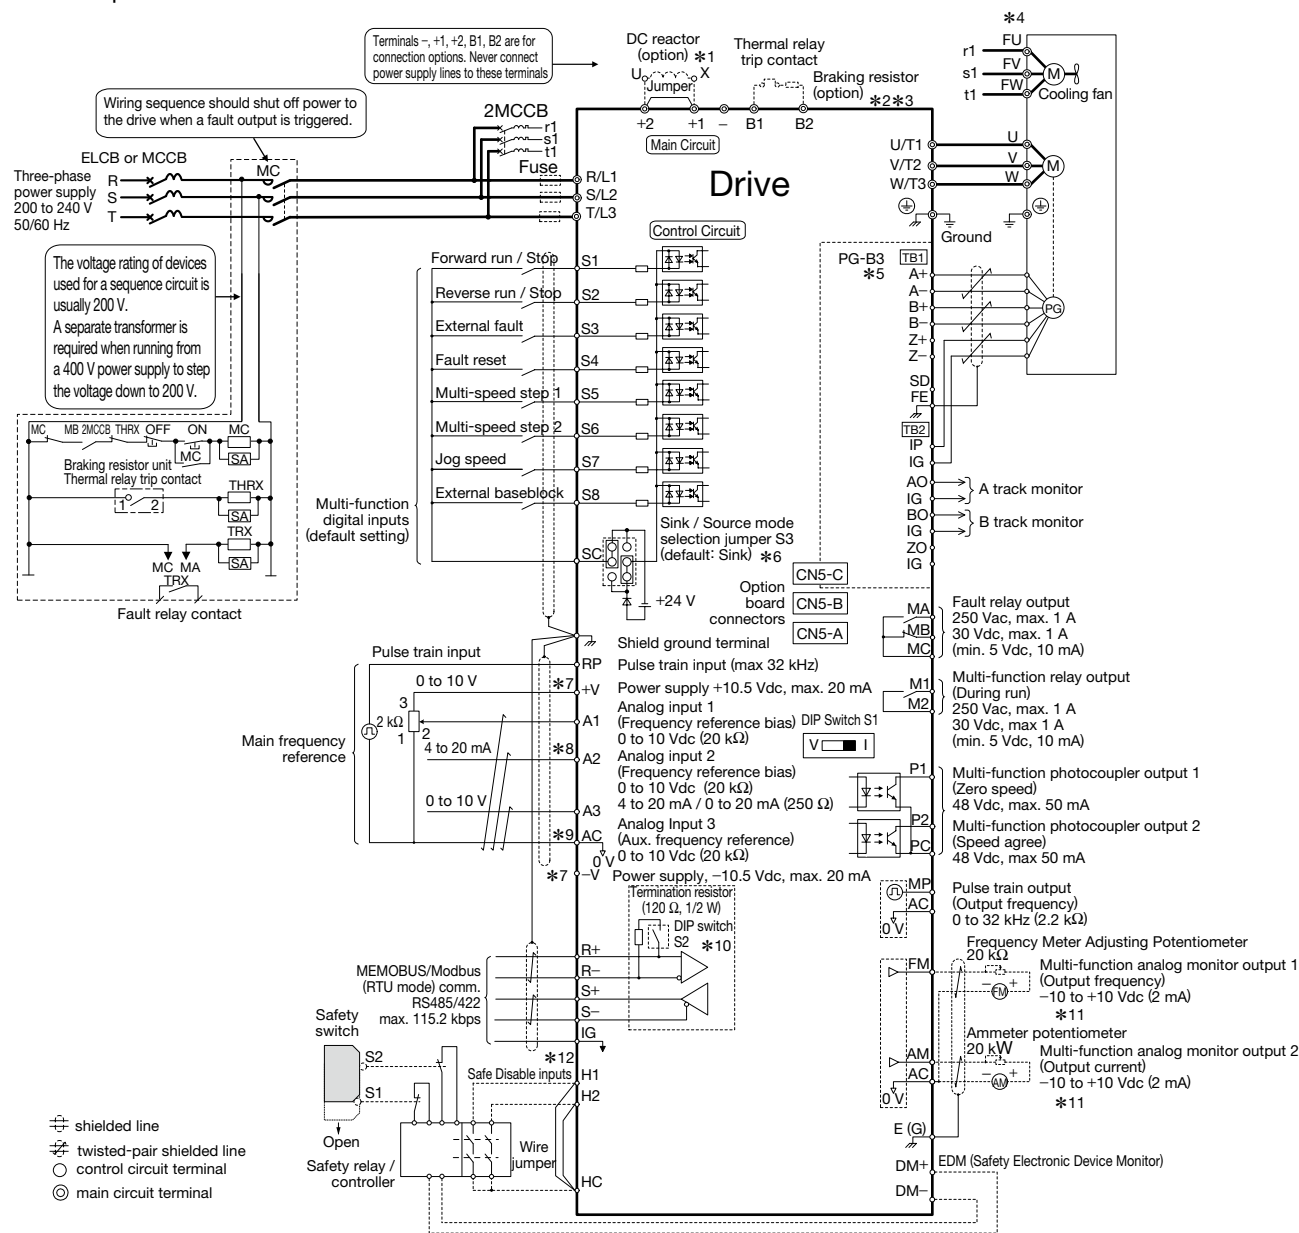 ∗4
Terminals –, +1, +2, B1, B2 are for
connection options. Never connect
power supply lines to these terminals
DC reactor
(option) ∗1
U X
Jumper
Thermal relay
trip contact
Braking resistor
(option) ∗2∗3
r1 FU
s1 FV
t1 FW
M
Cooling fan
Wiring sequence should shut off power to
the drive when a fault output is triggered.
2MCCB
r1
s1
t1
+2 +1 – B1 B2
Main Circuit
ELCB or MCCB
MC
Fuse
Three-phase
power supply
200 to 240 V
50/60 Hz
R
S
T
R/L1
S/L2
T/L3
Drive
U/T1 U
V/T2 V
W/T3 W
M
Ground
Control Circuit
The voltage rating of devices
used for a sequence circuit is
usually 200 V.
A separate transformer is
required when running from
a 400 V power supply to step
the voltage down to 200 V.
Forward run / Stop S1
Reverse run / Stop S2
External fault S3
Fault reset S4
Multi-speed step 1 S5
Multi-speed step 2 S6
Jog speed S7
External baseblock S8
Multi-function
digital inputs
(default setting)
SC
Sink / Source mode
selection jumper S3
(default: Sink) ∗6
+24 V
PG-B3
∗5
TB1
A+
A–
B+
B–
Z+
Z–
PG
SD
FE
TB2
IP
IG
AO
IG
A track monitor
BO
IG
B track monitor
ZO
IG
MC MB 2MCCB THRX OFF ON MC
MC SA
Braking resistor unit
Thermal relay trip contact
1 2
THRX
SA
TRX
SA
MC MA
TRX
Fault relay contact
Option
board
connectors
CN5-C
CN5-B
CN5-A
MA
MB
MC
Fault relay output
250 Vac, max. 1 A
30 Vdc, max. 1 A
(min. 5 Vdc, 10 mA)
M1
M2
Multi-function relay output
(During run)
250 Vac, max. 1 A
30 Vdc, max 1 A
(min. 5 Vdc, 10 mA)
Shield ground terminal
Pulse train input
RP
Pulse train input (max 32 kHz)
0 to 10 V
∗7 +V
Power supply +10.5 Vdc, max. 20 mA
3
2 kΩ
1
2
A1
Analog input 1
(Frequency reference bias)
0 to 10 Vdc (20 kΩ)
DIP Switch S1
V I
Main frequency
reference
4 to 20 mA
∗8 A2
Analog input 2
(Frequency reference bias)
0 to 10 Vdc (20 kΩ)
4 to 20 mA / 0 to 20 mA (250 Ω)
0 to 10 V
A3
Analog Input 3
(Aux. frequency reference)
0 to 10 Vdc (20 kΩ)
∗9 AC
0 V
∗7 –V
Power supply, –10.5 Vdc, max. 20 mA
P1
Multi-function photocoupler output 1
(Zero speed)
48 Vdc, max. 50 mA
P2
PC
Multi-function photocoupler output 2
(Speed agree)
48 Vdc, max 50 mA
MP
AC
0 V
Pulse train output
(Output frequency)
0 to 32 kHz (2.2 kΩ)
Termination resistor
(120 Ω, 1/2 W)
DIP switch
S2 ∗10
MEMOBUS/Modbus
(RTU mode) comm.
RS485/422
max. 115.2 kbps
R+
R–
S+
S–
IG
Frequency Meter Adjusting Potentiometer
20 kΩ
FM
– FM +
Multi-function analog monitor output 1
(Output frequency)
–10 to +10 Vdc (2 mA)
∗11
Ammeter potentiometer
20 kW
AM
AC
0 V
– AM +
Multi-function analog monitor output 2
(Output current)
–10 to +10 Vdc (2 mA)
∗11
E (G)
DM+
DM–
EDM (Safety Electronic Device Monitor)
Safety
switch
S2
S1
Open
∗12
Safe Disable inputs
H1
H2
Wire
jumper
HC
Safety relay /
controller
shielded line
twisted-pair shielded line
control circuit terminal
main circuit terminal